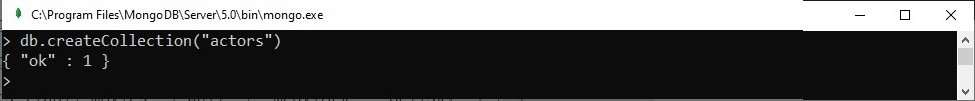 C:\Program Files\MongoDB\Server\5.0\bin\mongo.exe
> db.createCollection("actors")
{ "ok" : 1 }
>